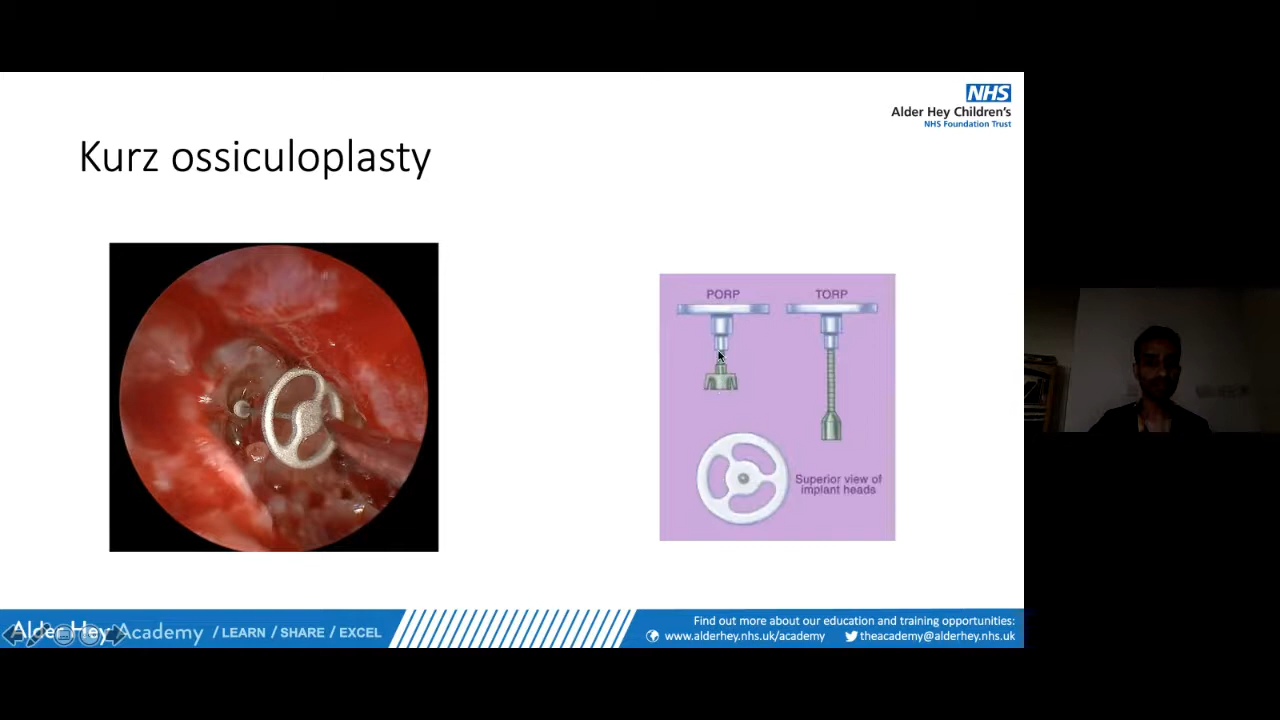 NHS
Alder Hey Children's
NHS Foundation Trust
Kurz ossiculoplasty
PORP
TORP
Superior view of
implant heads
Alder Hey Academy / LEARN / SHARE / EXCEL
Find out more about our education and training opportunities:
www.alderhey.nhs.uk/academy theacademy@alderhey.nhs.uk